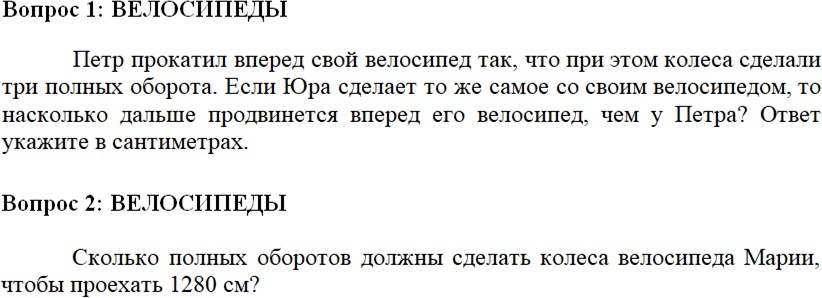 Вопрос 1: ВЕЛОСИПЕДЫ
Петр прокатил вперед свой велосипед так, что при этом колеса сделали
три полных оборота. Если Юра сделает то же самое со своим велосипедом, то
насколько дальше продвинется вперед его велосипед, чем у Петра? Ответ
укажите в сантиметрах.
Вопрос 2: ВЕЛОСИПЕДЫ
Сколько полных оборотов должны сделать колеса велосипеда Марии,
чтобы проехать 1280 см?